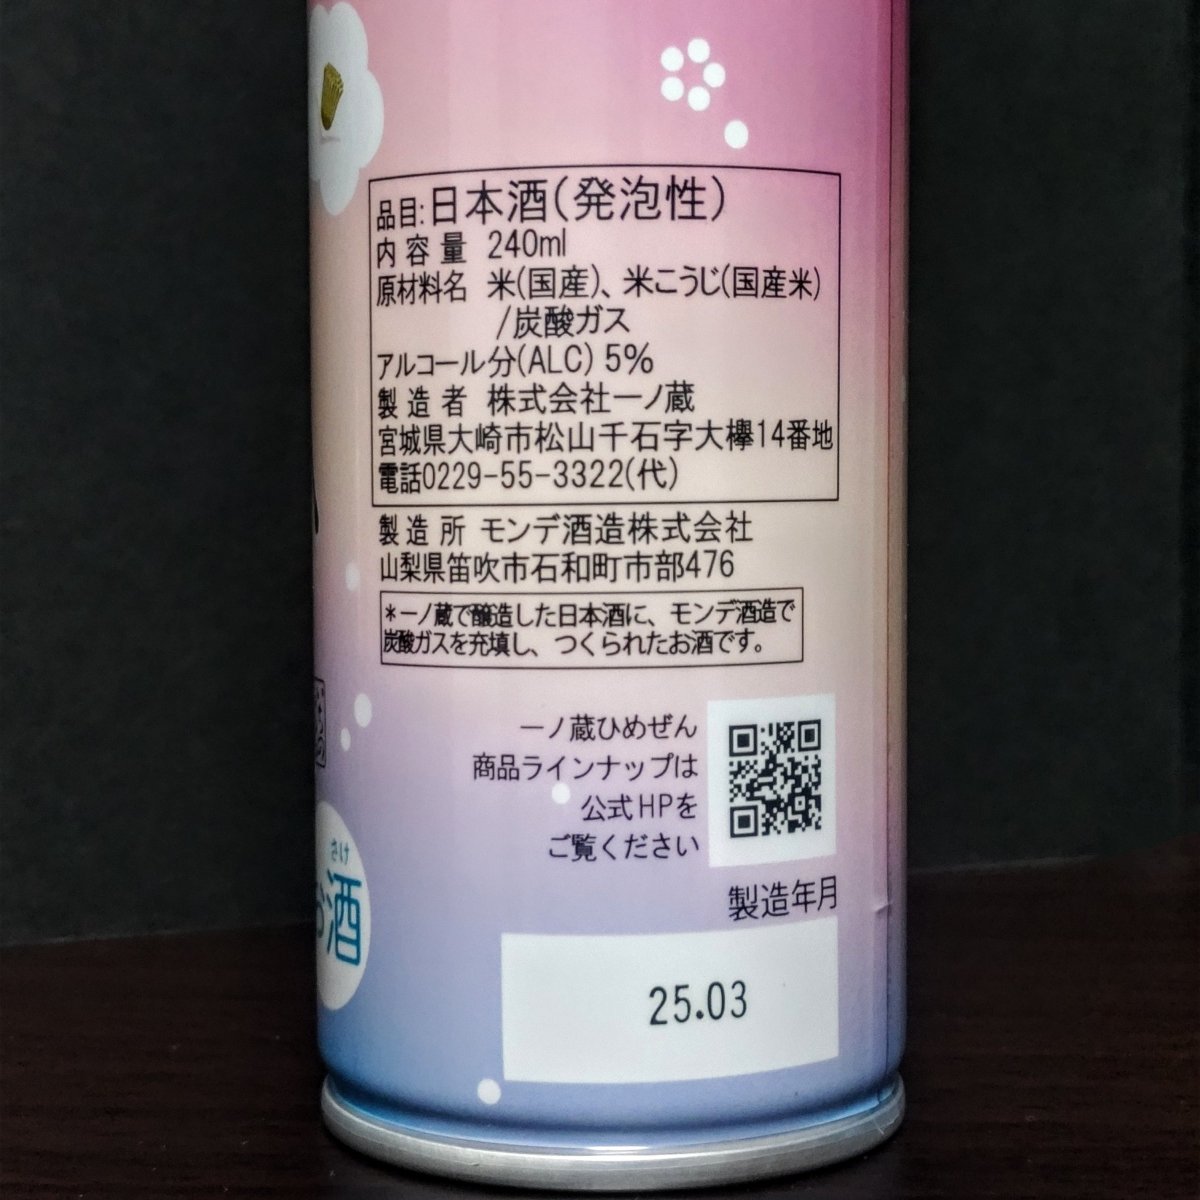 品目:日本酒(発泡性)
内容量 240ml
原材料名 米(国産)、米こうじ(国産米)
/炭酸ガス
アルコール分(ALC) 5%
製造者 株式会社一ノ蔵
宮城県大崎市松山千石字大欅14番地
電話0229-55-3322(代)
製造所 モンデ酒造株式会社
山梨県笛吹市石和町市部476
*一ノ蔵で醸造した日本酒に、モンデ酒造で
炭酸ガスを充填し、つくられたお酒です。
一ノ蔵ひめぜん
商品ラインナップは
公式HPを
ご覧ください
さけ
お酒
製造年月
25.03